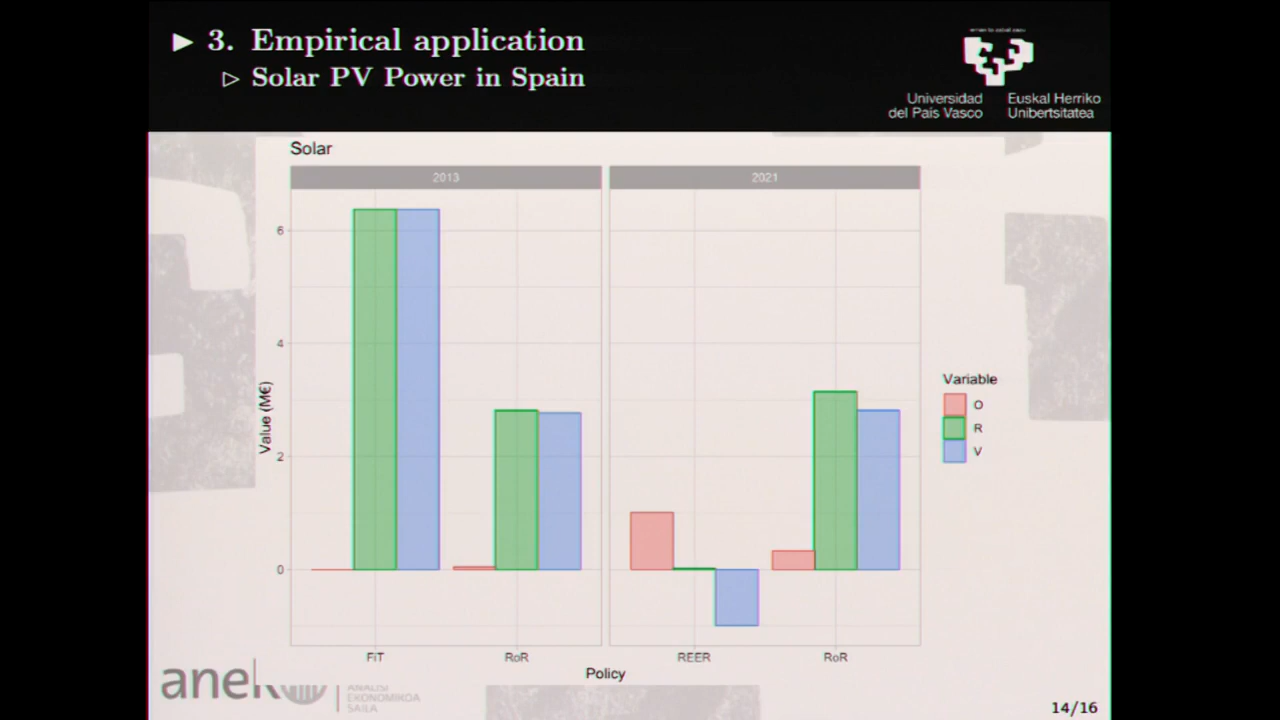 ▶ 3. Empirical application
▷ Solar PV Power in Spain
Universidad
del País Vasco
Euskal Herriko
Unibertsitatea
Solar
2013
2021
6
4
2
0
Value (M€)
FiT
RoR
REER
RoR
Policy
Variable
O
R
V
ANALISI
EKONOMIKOA
SAILA
14/16